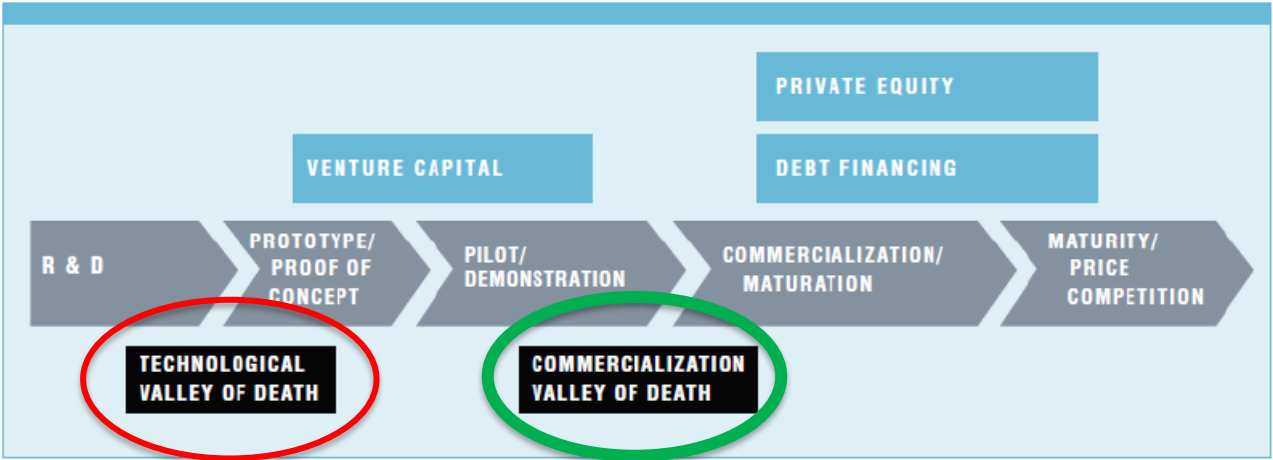 PRIVATE EQUITY
VENTURE CAPITAL
DEBT FINANCING
R & D
PROTOTYPE/
PROOF OF
CONCEPT
PILOT/
DEMONSTRATION
COMMERCIALIZATION/
MATURATION
MATURITY/
PRICE
COMPETITION
TECHNOLOGICAL
VALLEY OF DEATH
COMMERCIALIZATION
VALLEY OF DEATH